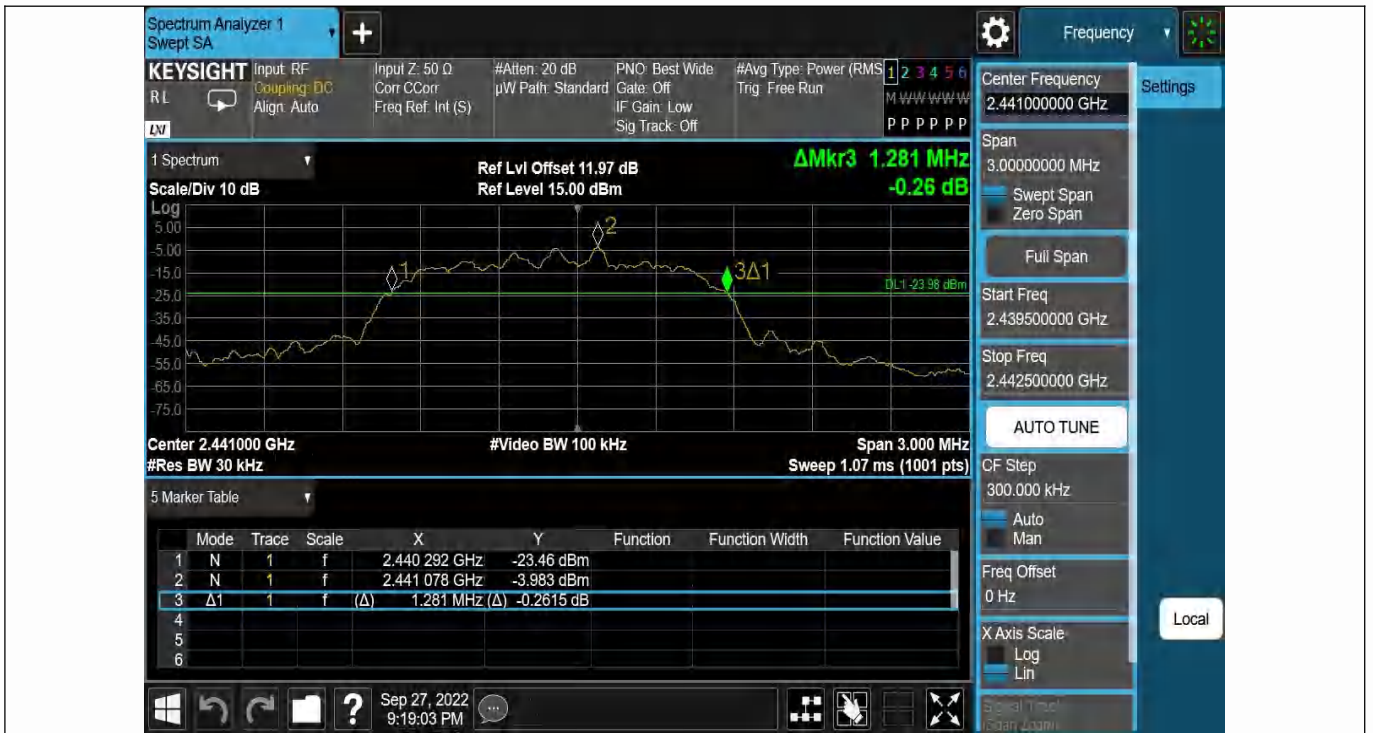 Spectrum Analyzer 1
Swept SA
+
Frequency
KEYSIGHT
RL
LXI
Input: RF
Coupling: DC
Align: Auto
Input Z: 50 Ω
Corr CCorr
Freq Ref: Int (S)
#Atten: 20 dB
µW Path: Standard
PNO: Best Wide
Gate: Off
IF Gain: Low
Sig Track: Off
#Avg Type: Power (RMS
Trig: Free Run
1 2 3 4 5 6
M W W W W W
P P P P P P
1 Spectrum
Scale/Div 10 dB
Ref Lvl Offset 11.97 dB
Ref Level 15.00 dBm
ΔMkr3 1.281 MHz
-0.26 dB
Log
5.00
-5.00
-15.0
-25.0
-35.0
-45.0
-55.0
-65.0
-75.0
1
2
3Δ1
DL1 -23.98 dBm
Center 2.441000 GHz
#Video BW 100 kHz
Span 3.000 MHz
#Res BW 30 kHz
Sweep 1.07 ms (1001 pts)
5 Marker Table
Mode Trace Scale X Y Function Function Width Function Value
1 N 1 f 2.440 292 GHz -23.46 dBm
2 N 1 f 2.441 078 GHz -3.983 dBm
3 Δ1 1 f (Δ) 1.281 MHz (Δ) -0.2615 dB
4
5
6
?
Sep 27, 2022
9:19:03 PM
Center Frequency
2.441000000 GHz
Settings
Span
3.00000000 MHz
Swept Span
Zero Span
Full Span
Start Freq
2.439500000 GHz
Stop Freq
2.442500000 GHz
AUTO TUNE
CF Step
300.000 kHz
Auto
Man
Freq Offset
0 Hz
X Axis Scale
Log
Lin
Local
Signal Track
(Span Zoom)